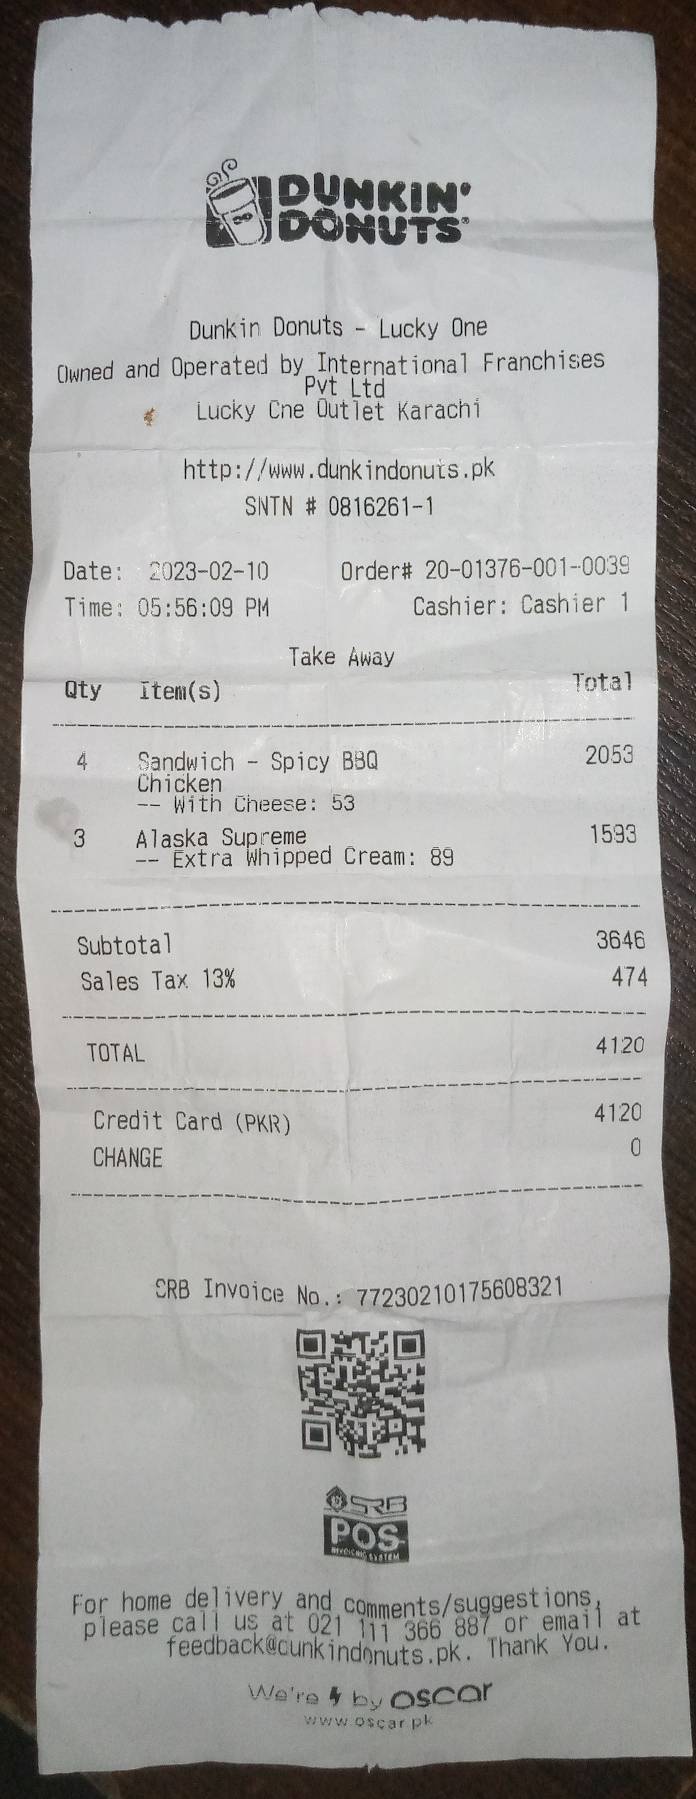 DUNKIN'
DONUTS
Dunkin Donuts - Lucky One
Owned and Operated by International Franchises
Pvt Ltd
Lucky One Outlet Karachi
http://www.dunkindonuts.pk
SNTN # 0816261-1
Date: 2023-02-10 Order# 20-01376-001-0039
Time: 05:56:09 PM Cashier: Cashier 1
Take Away
Qty Item(s) Total
4 Sandwich - Spicy BBQ 2053
Chicken
-- With Cheese: 53
3 Alaska Supreme 1593
-- Extra Whipped Cream: 89
Subtotal 3646
Sales Tax 13% 474
TOTAL 4120
Credit Card (PKR) 4120
CHANGE 0
SRB Invoice No.: 77230210175608321
SRB
POS
INVOICING SYSTEM
For home delivery and comments/suggestions,
please call us at 021 111 366 887 or email at
feedback@dunkindonuts.pk. Thank You.
We're by oscar
www.oscar.pk